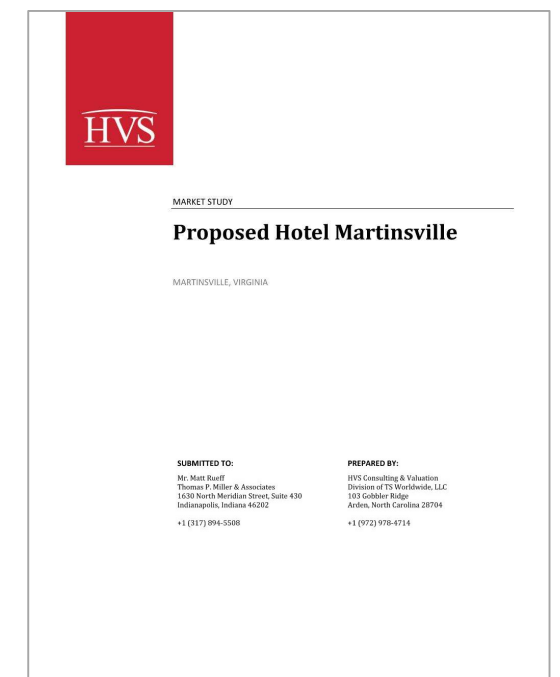 HVS
MARKET STUDY
Proposed Hotel Martinsville
MARTINSVILLE, VIRGINIA
SUBMITTED TO:
Mr. Matt Rueff
Thomas P. Miller & Associates
1630 North Meridian Street, Suite 430
Indianapolis, Indiana 46202
+1 (317) 894-5508
PREPARED BY:
HVS Consulting & Valuation
Division of TS Worldwide, LLC
103 Gobbler Ridge
Arden, North Carolina 28704
+1 (972) 978-4714